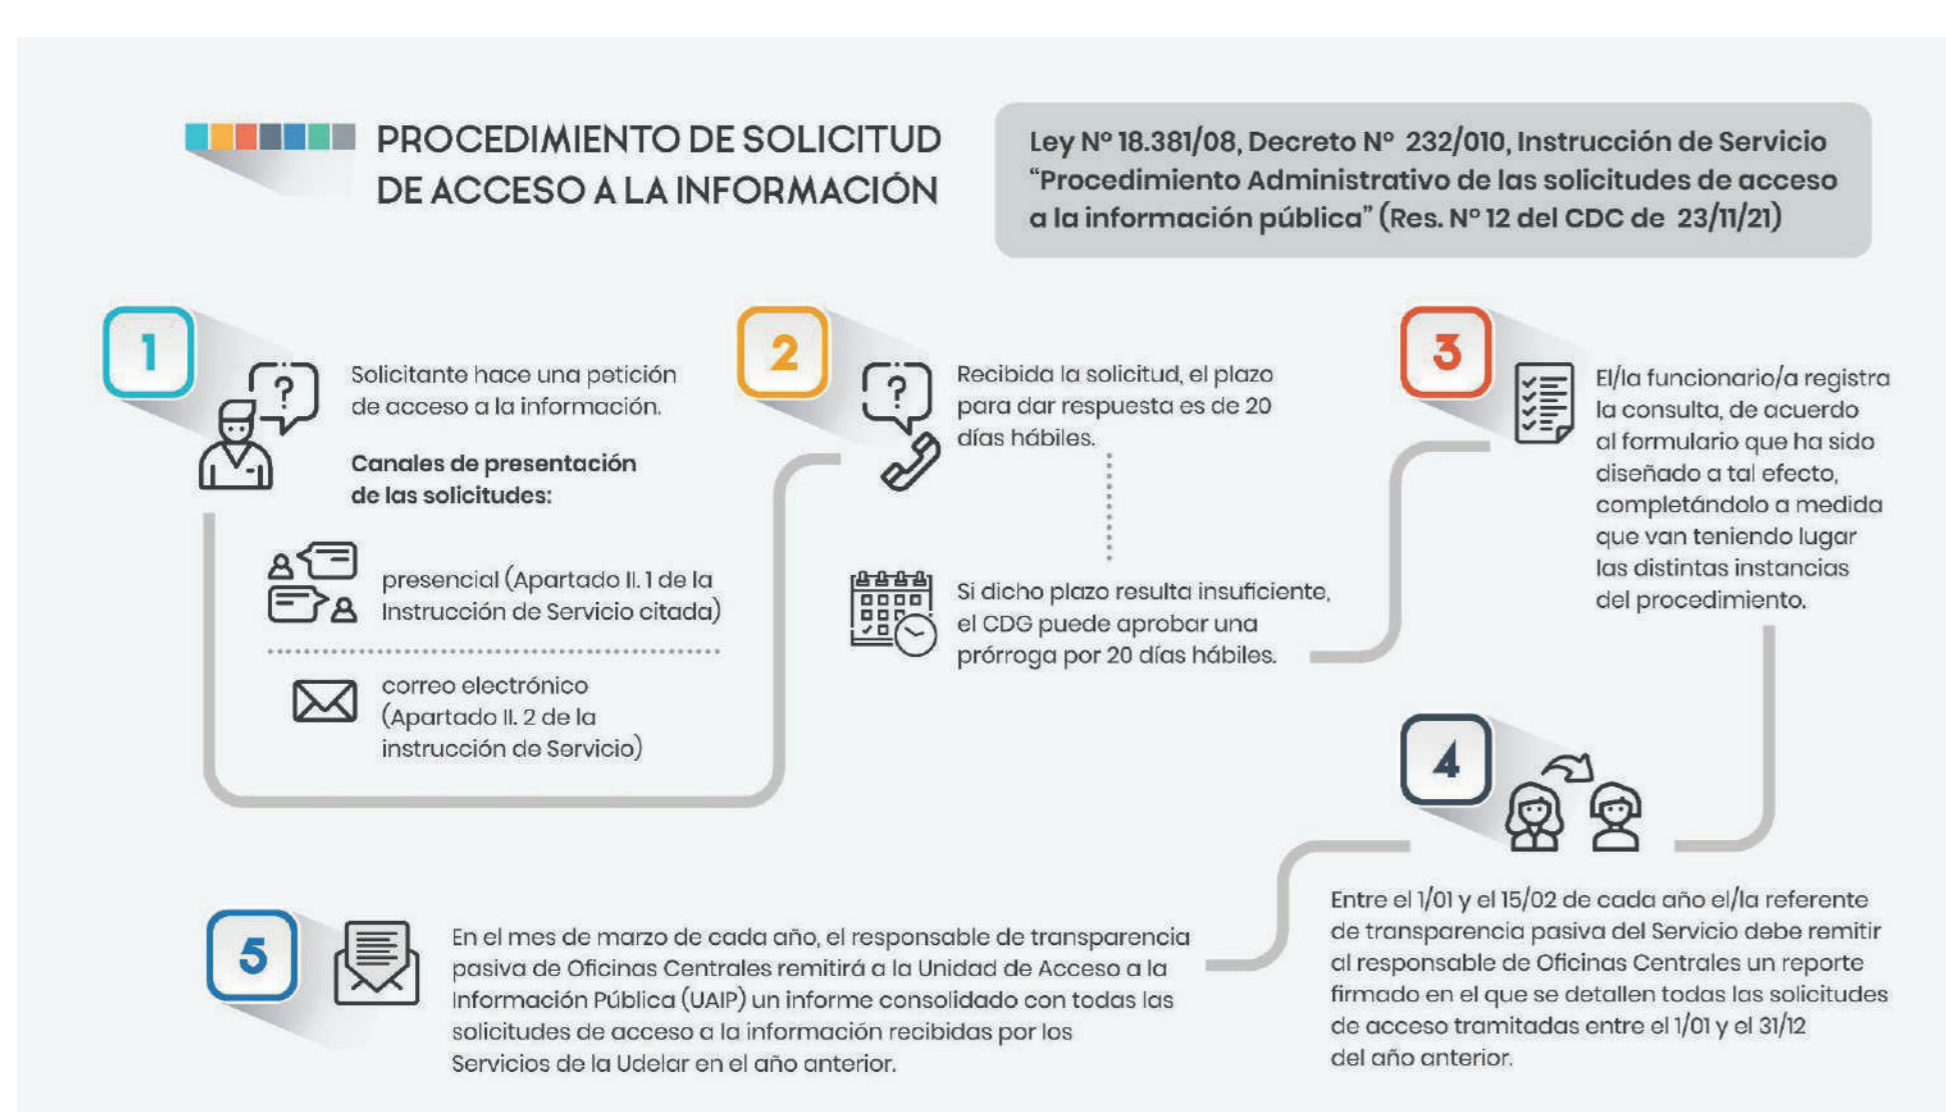 PROCEDIMIENTO DE SOLICITUD
DE ACCESO A LA INFORMACIÓN
Ley Nº 18.381/08, Decreto Nº 232/010, Instrucción de Servicio
"Procedimiento Administrativo de las solicitudes de acceso
a la información pública" (Res. Nº 12 del CDC de 23/11/21)
1
Solicitante hace una petición
de acceso a la información.
Canales de presentación
de las solicitudes:
presencial (Apartado II. 1 de la
Instrucción de Servicio citada)
correo electrónico
(Apartado II. 2 de la
instrucción de Servicio)
2
Recibida la solicitud, el plazo
para dar respuesta es de 20
días hábiles.
Si dicho plazo resulta insuficiente,
el CDG puede aprobar una
prórroga por 20 días hábiles.
3
El/la funcionario/a registra
la consulta, de acuerdo
al formulario que ha sido
diseñado a tal efecto,
completándolo a medida
que van teniendo lugar
las distintas instancias
del procedimiento.
4
Entre el 1/01 y el 15/02 de cada año el/la referente
de transparencia pasiva del Servicio debe remitir
al responsable de Oficinas Centrales un reporte
firmado en el que se detallen todas las solicitudes
de acceso tramitadas entre el 1/01 y el 31/12
del año anterior.
5
En el mes de marzo de cada año, el responsable de transparencia
pasiva de Oficinas Centrales remitirá a la Unidad de Acceso a la
Información Pública (UAIP) un informe consolidado con todas las
solicitudes de acceso a la información recibidas por los
Servicios de la Udelar en el año anterior.